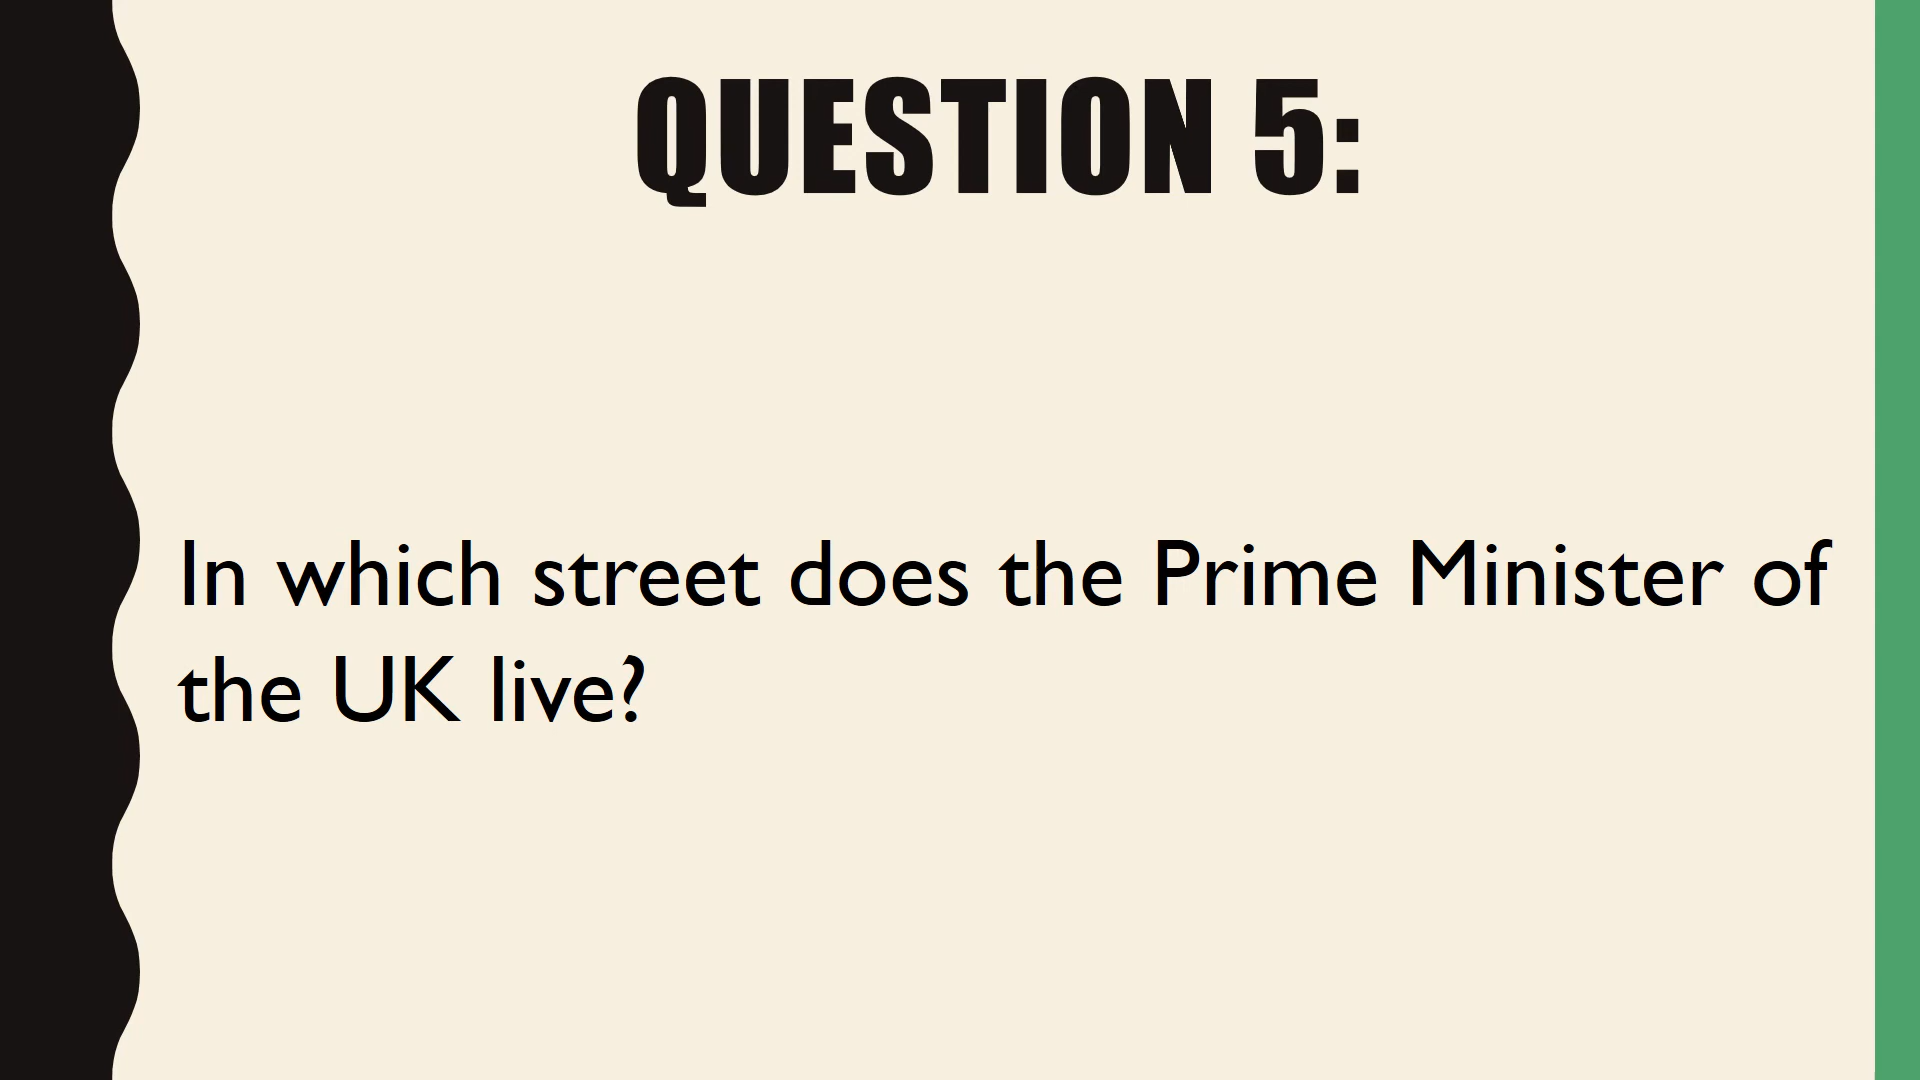 QUESTION 5:
In which street does the Prime Minister of
the UK live?